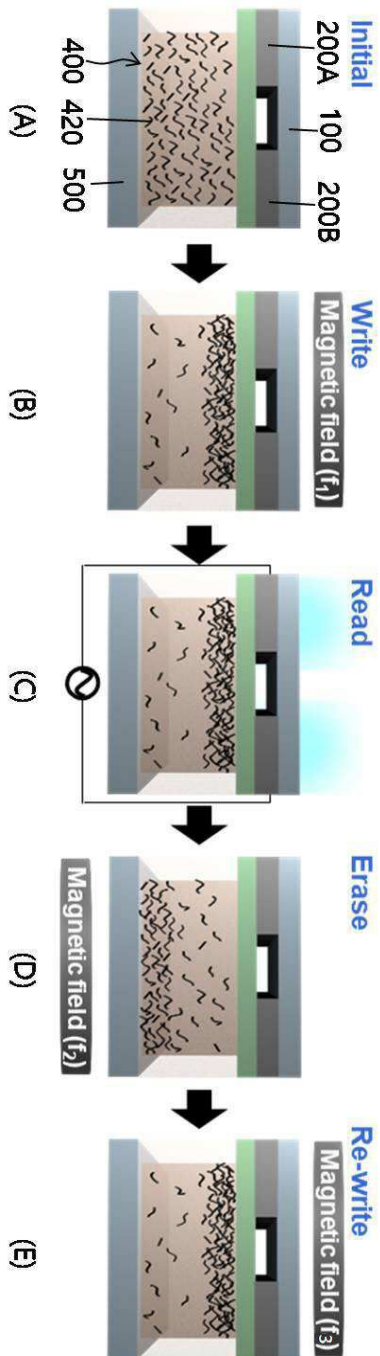 Initial
Write
Read
Erase
Re-write
Magnetic field (f₁)
Magnetic field (f₃)
200A
100
200B
400
420
500
Magnetic field (f₂)
(A)
(B)
(C)
(D)
(E)